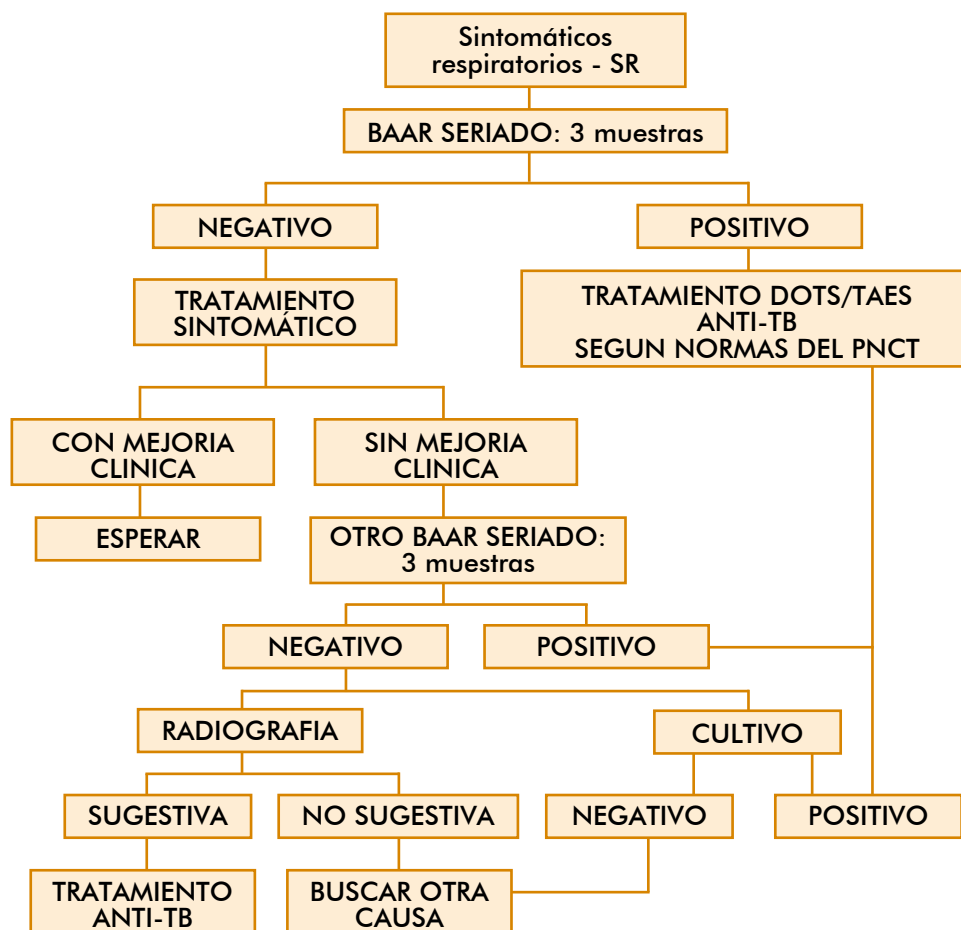 Sintomáticos
respiratorios - SR
BAAR SERIADO: 3 muestras
NEGATIVO
POSITIVO
TRATAMIENTO
SINTOMÁTICO
TRATAMIENTO DOTS/TAES
ANTI-TB
SEGUN NORMAS DEL PNCT
CON MEJORIA
CLINICA
SIN MEJORIA
CLINICA
ESPERAR
OTRO BAAR SERIADO:
3 muestras
NEGATIVO
POSITIVO
RADIOGRAFIA
CULTIVO
SUGESTIVA
NO SUGESTIVA
NEGATIVO
POSITIVO
TRATAMIENTO
ANTI-TB
BUSCAR OTRA
CAUSA